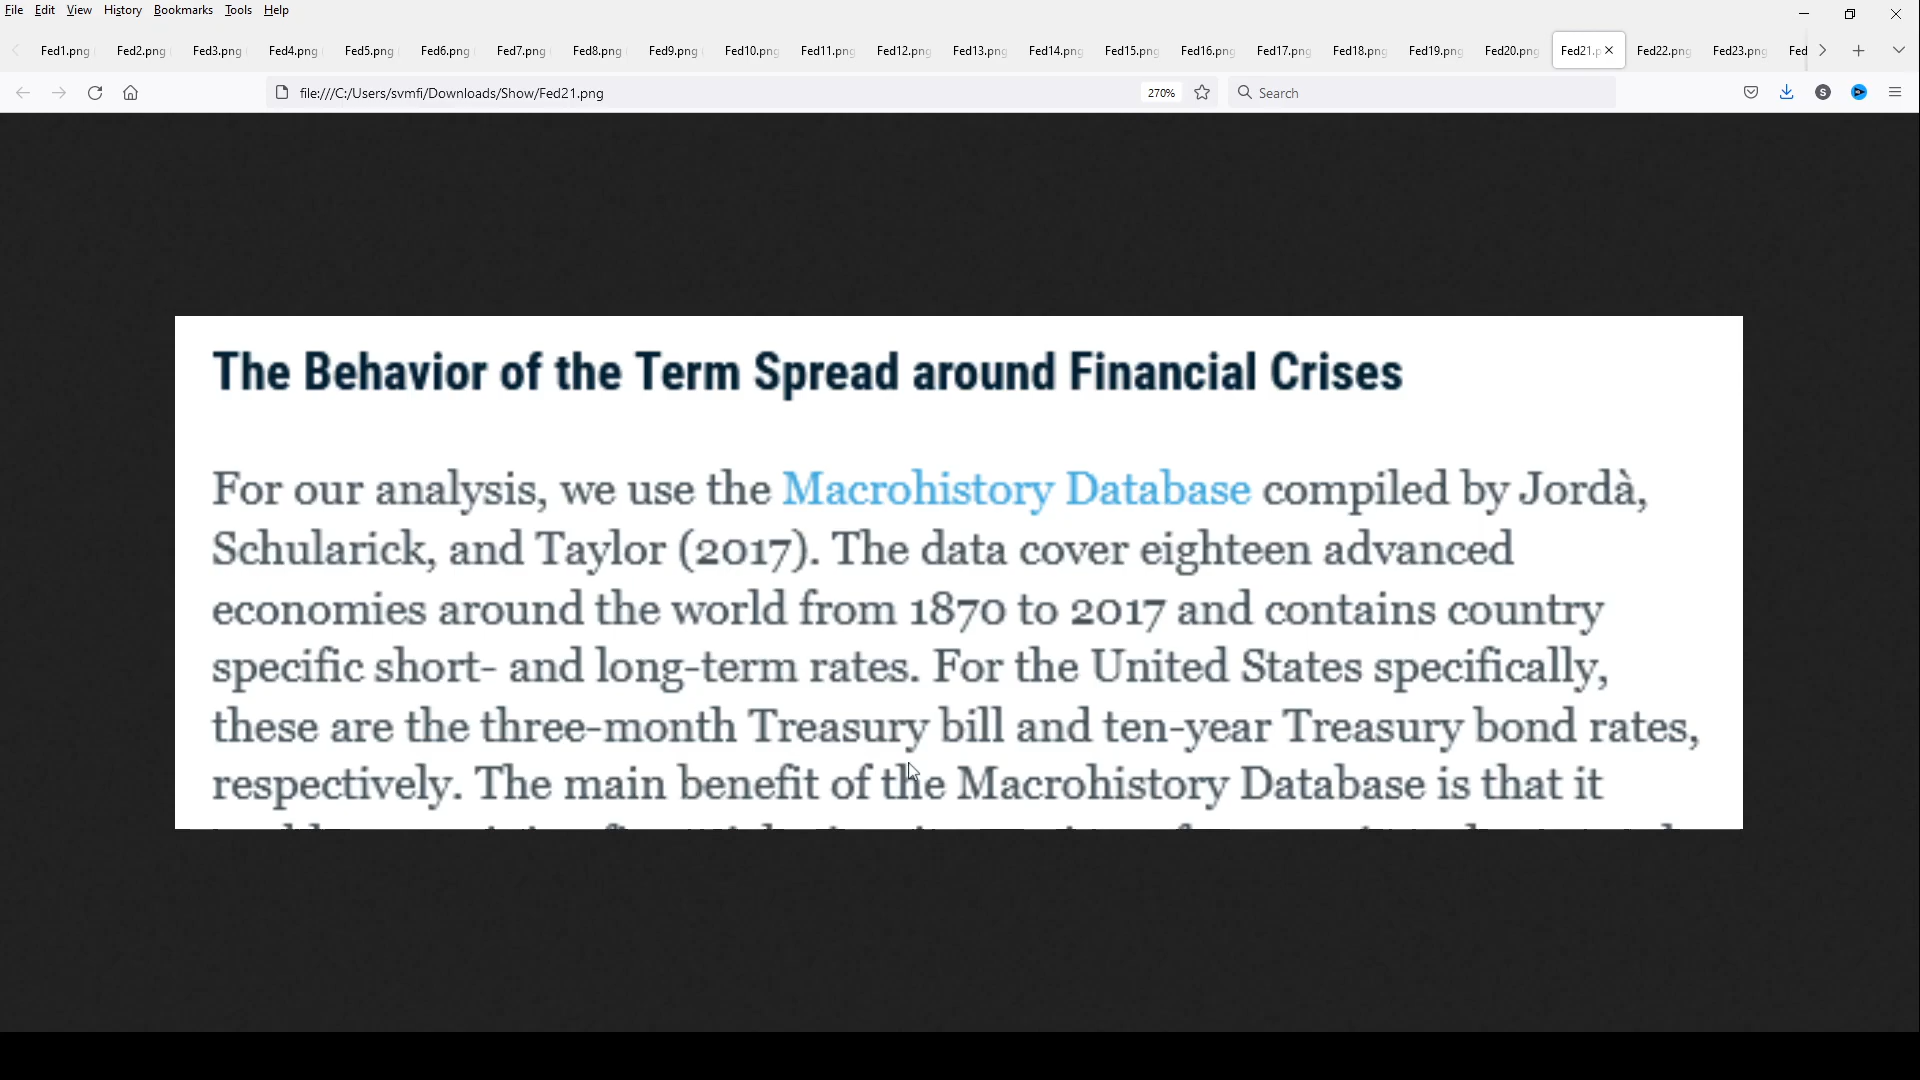 File Edit View History Bookmarks Tools Help
Fed1.png Fed2.png Fed3.png Fed4.png Fed5.png Fed6.png Fed7.png Fed8.png Fed9.png Fed10.png Fed11.png Fed12.png Fed13.png Fed14.png Fed15.png Fed16.png Fed17.png Fed18.png Fed19.png Fed20.png Fed21.p Fed22.png Fed23.png Fed
file:///C:/Users/svmfi/Downloads/Show/Fed21.png 270% Search S
The Behavior of the Term Spread around Financial Crises
For our analysis, we use the Macrohistory Database compiled by Jordà,
Schularick, and Taylor (2017). The data cover eighteen advanced
economies around the world from 1870 to 2017 and contains country
specific short- and long-term rates. For the United States specifically,
these are the three-month Treasury bill and ten-year Treasury bond rates,
respectively. The main benefit of the Macrohistory Database is that it